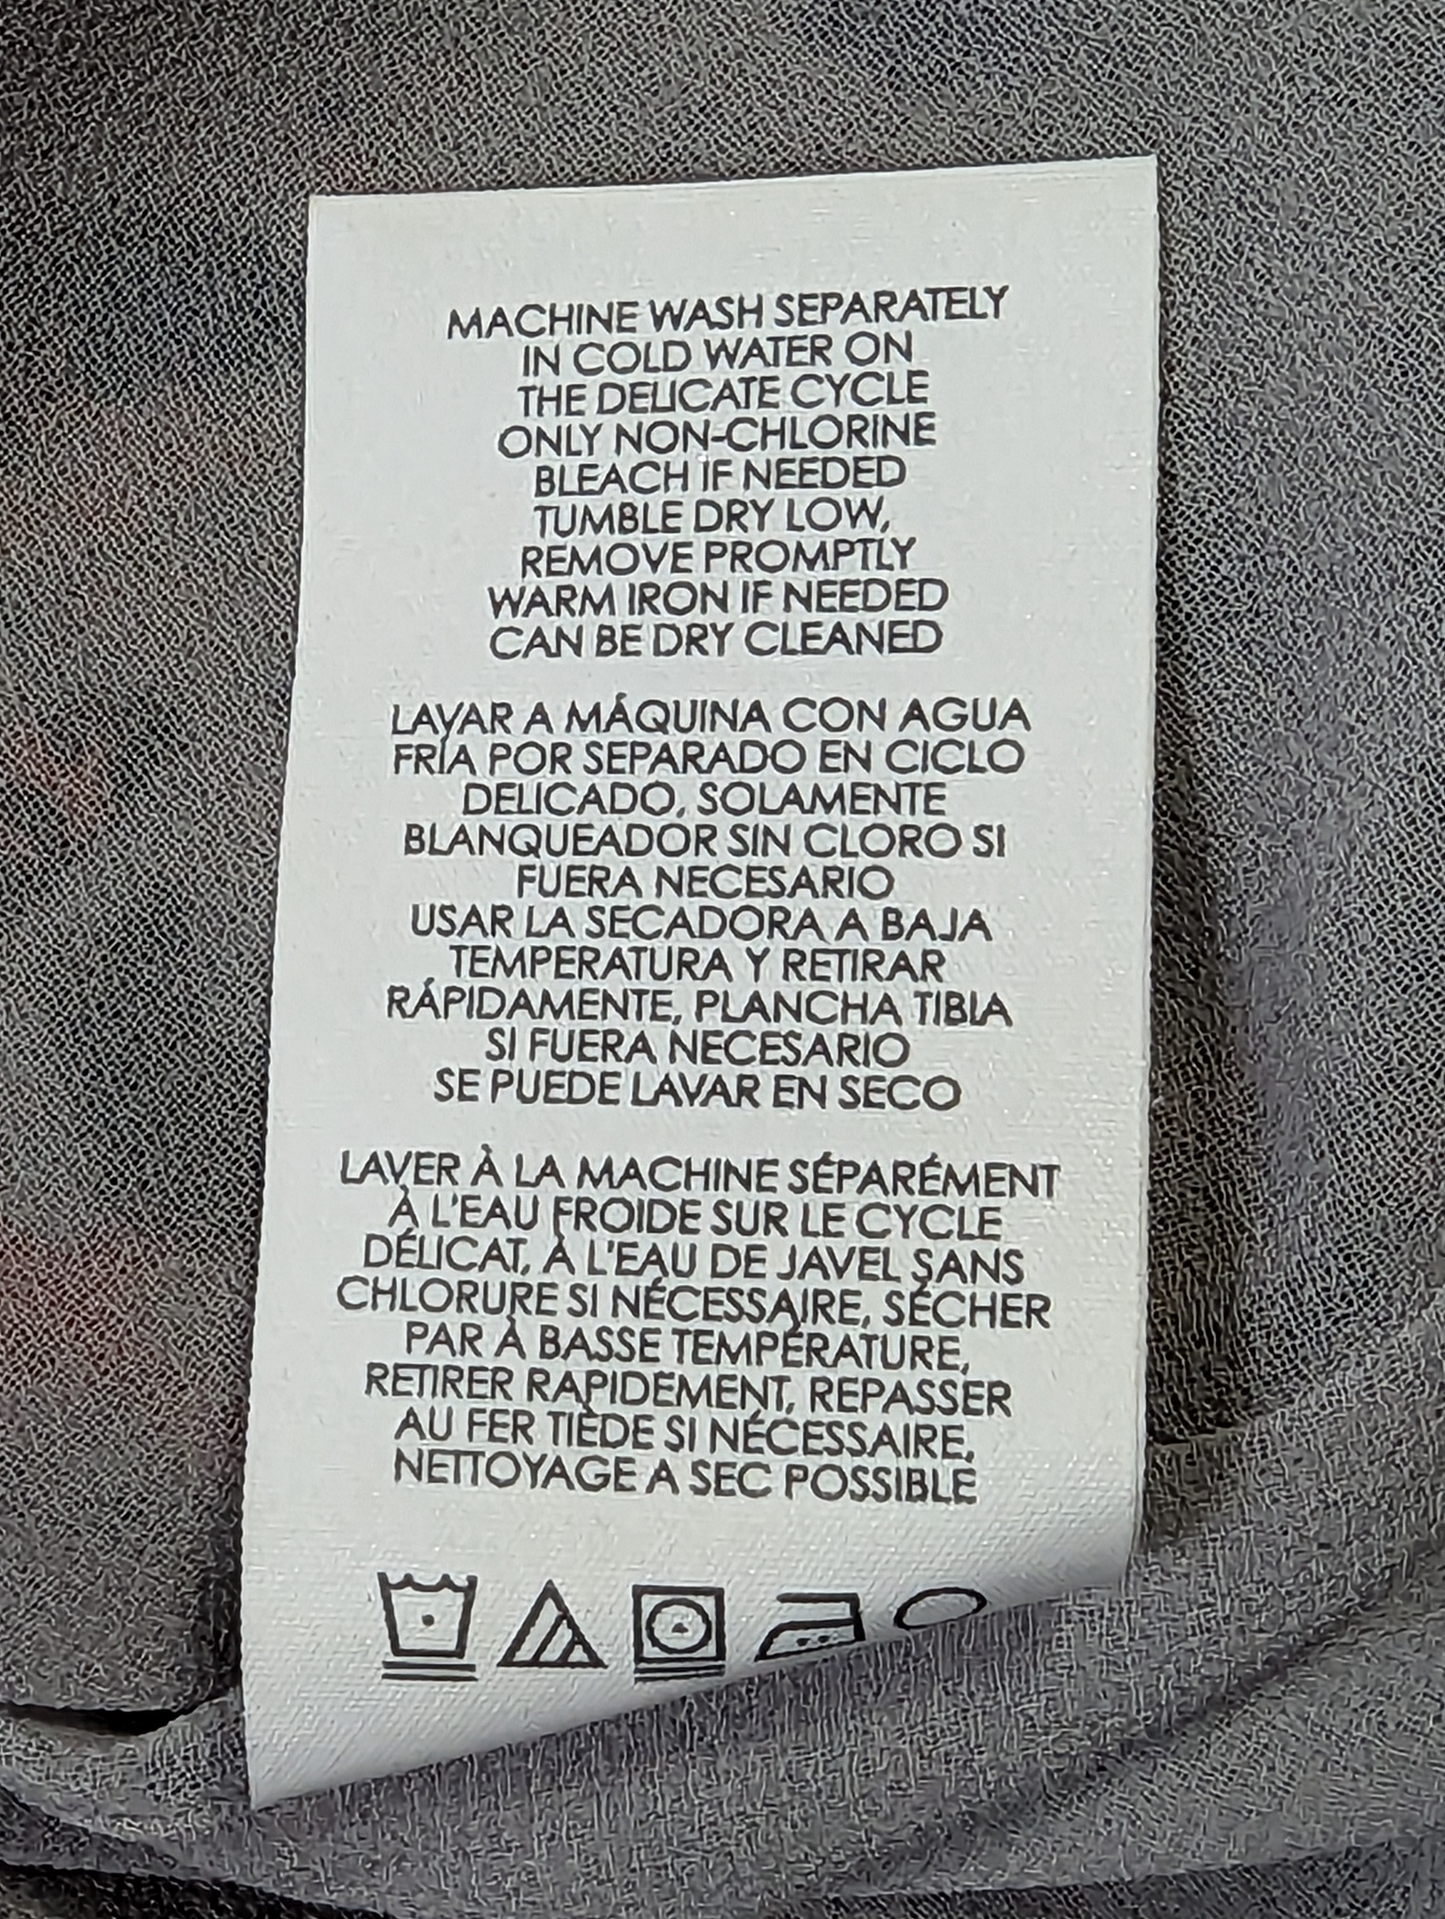 MACHINE WASH SEPARATELY
IN COLD WATER ON
THE DELICATE CYCLE
ONLY NON-CHLORINE
BLEACH IF NEEDED
TUMBLE DRY LOW,
REMOVE PROMPTLY
WARM IRON IF NEEDED
CAN BE DRY CLEANED
LAVAR A MÁQUINA CON AGUA
FRÍA POR SEPARADO EN CICLO
DELICADO, SOLAMENTE
BLANQUEADOR SIN CLORO SI
FUERA NECESARIO
USAR LA SECADORA A BAJA
TEMPERATURA Y RETIRAR
RÁPIDAMENTE, PLANCHA TIBIA
SI FUERA NECESARIO
SE PUEDE LAVAR EN SECO
LAVER À LA MACHINE SÉPARÉMENT
À L'EAU FROIDE SUR LE CYCLE
DÉLICAT, À L'EAU DE JAVEL SANS
CHLORURE SI NÉCESSAIRE, SÉCHER
PAR À BASSE TEMPÉRATURE,
RETIRER RAPIDEMENT, REPASSER
AU FER TIÈDE SI NÉCESSAIRE,
NETTOYAGE A SEC POSSIBLE